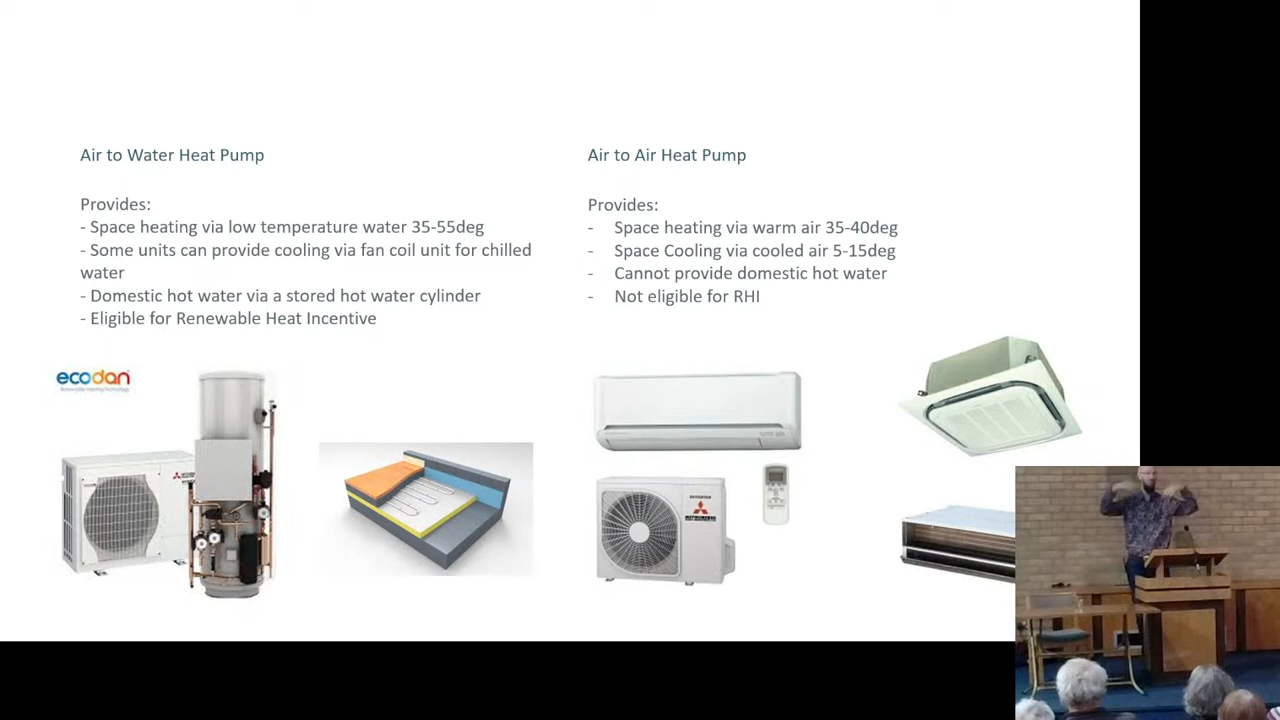 Air to Water Heat Pump
Provides:
- Space heating via low temperature water 35-55deg
- Some units can provide cooling via fan coil unit for chilled
water
- Domestic hot water via a stored hot water cylinder
- Eligible for Renewable Heat Incentive
Air to Air Heat Pump
Provides:
- Space heating via warm air 35-40deg
- Space Cooling via cooled air 5-15deg
- Cannot provide domestic hot water
- Not eligible for RHI
ecodan
Renewable Heating Technology